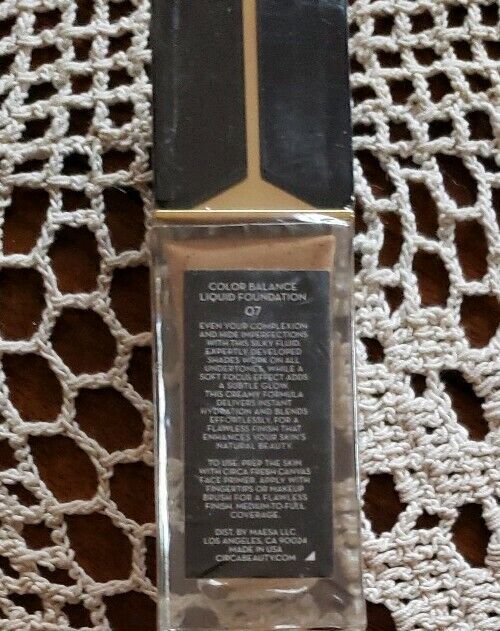 COLOR BALANCE
LIQUID FOUNDATION
07
EVEN YOUR COMPLEXION
AND HIDE IMPERFECTIONS
WITH THIS SILKY FLUID.
EXPERTLY DEVELOPED
SHADES WORK ON ALL
UNDERTONES, WHILE A
SOFT FOCUS EFFECT ADDS
A SUBTLE GLOW.
THIS CREAMY FORMULA
DELIVERS INSTANT
HYDRATION AND BLENDS
EFFORTLESSLY, FOR A
FLAWLESS FINISH THAT
ENHANCES YOUR SKIN'S
NATURAL BEAUTY.
TO USE, PREP THE SKIN
WITH CIRCA FRESH CANVAS
FACE PRIMER. APPLY WITH
FINGERTIPS OR MAKEUP
BRUSH FOR A FLAWLESS
FINISH, MEDIUM-TO-FULL
COVERAGE.
DIST. BY MAESA LLC.
LOS ANGELES, CA 90024
MADE IN USA
CIRCABEAUTY.COM